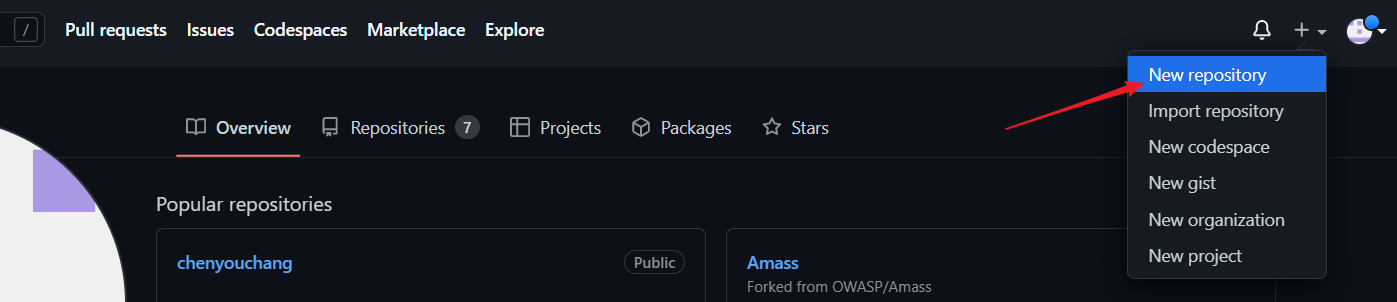 / Pull requests Issues Codespaces Marketplace Explore
New repository
Import repository
New codespace
New gist
New organization
New project
Overview Repositories 7 Projects Packages Stars
Popular repositories
chenyouchang Public
Amass
Forked from OWASP/Amass